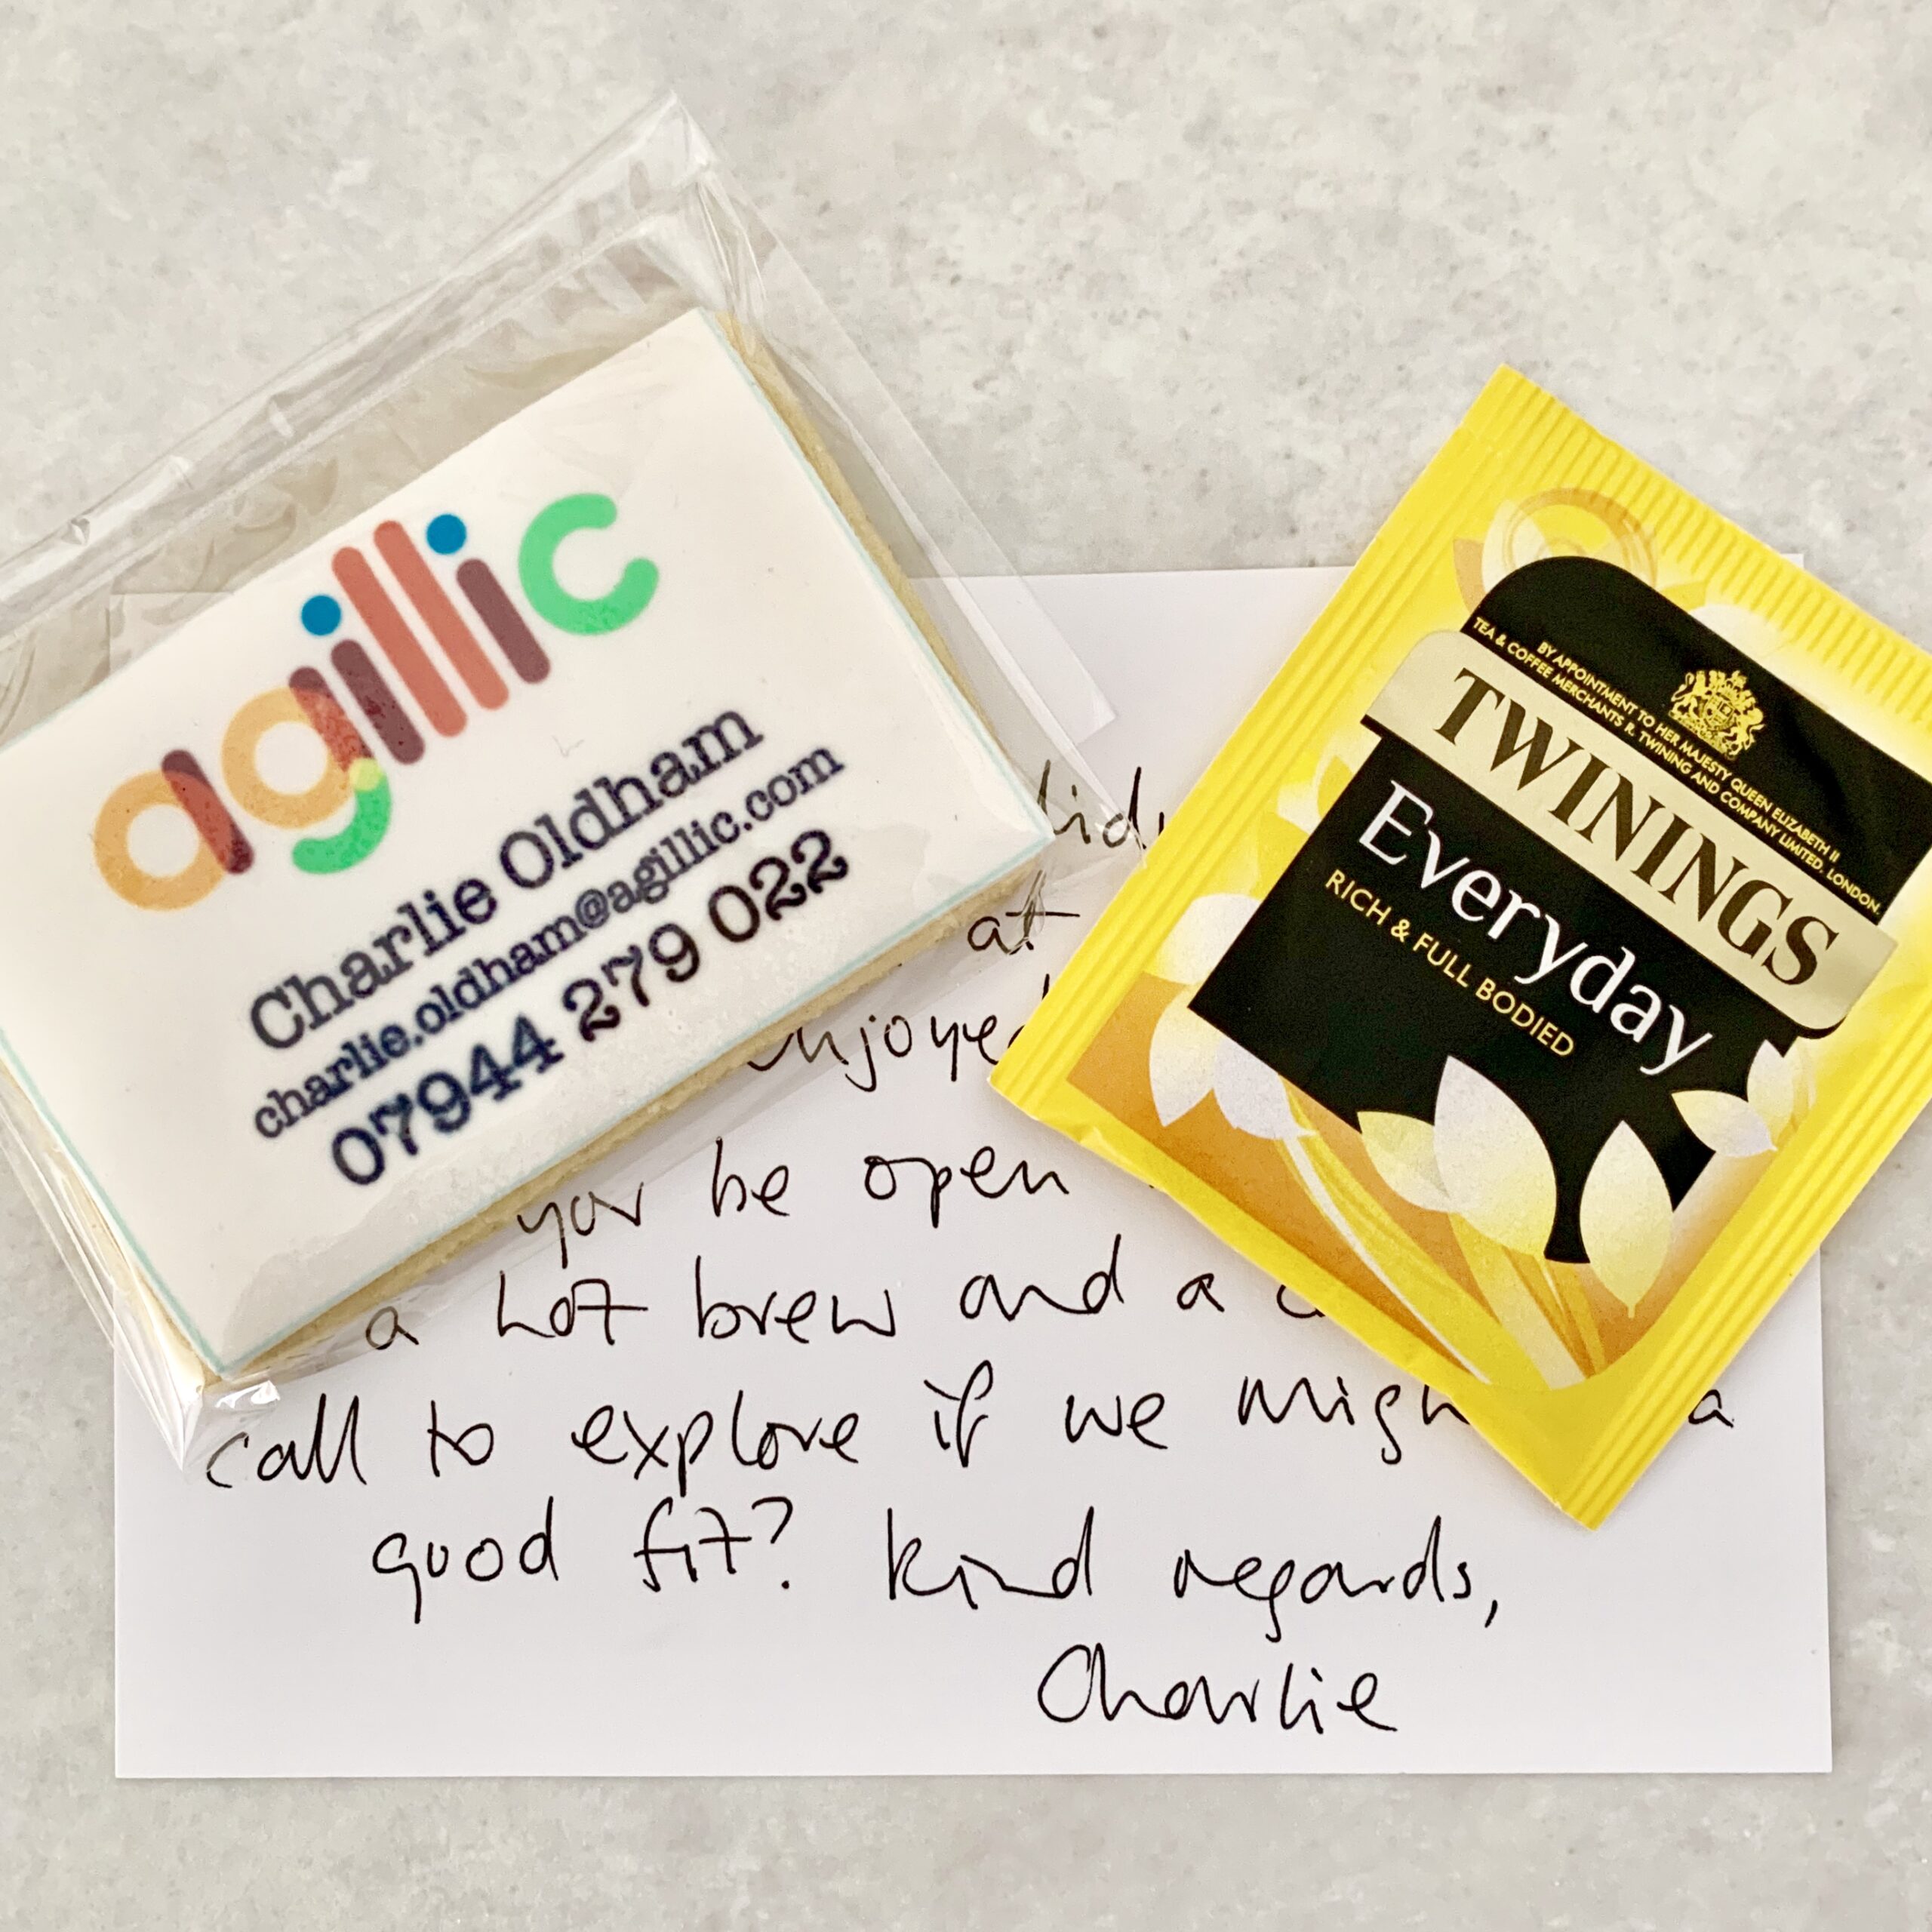 agillic
Charlie Oldham
charlie.oldham@agillic.com
07944 279 022
BY APPOINTMENT TO HER MAJESTY QUEEN ELIZABETH II
TEA & COFFEE MERCHANTS R. TWINING AND COMPANY LIMITED, LONDON.
TWININGS
Everyday
RICH & FULL BODIED
at
you be open
a hot brew and a
call to explore if we a
good fit? Kind regards,
Charlie